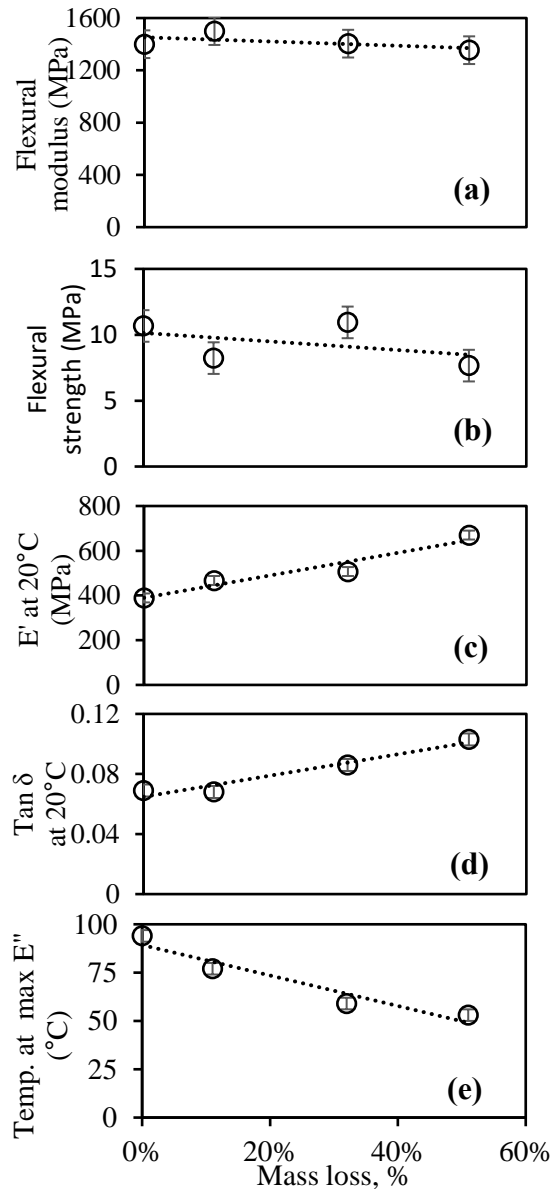 Flexural
modulus (MPa)
1600
1200
800
400
0
(a)
Flexural
strength (MPa)
15
10
5
0
(b)
E' at 20°C
(MPa)
800
600
400
200
0
(c)
Tan δ
at 20°C
0.12
0.08
0.04
0
(d)
Temp. at max E"
(°C)
100
75
50
25
0
(e)
0% 20% 40% 60%
Mass loss, %